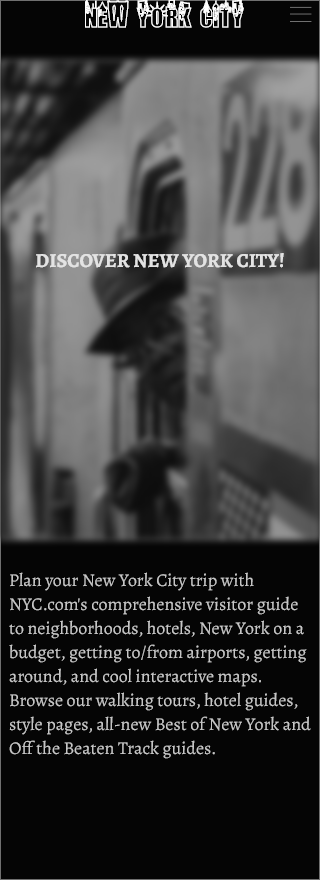 NEW YORK CITY
228
DISCOVER NEW YORK CITY!
Plan your New York City trip with
NYC.com's comprehensive visitor guide
to neighborhoods, hotels, New York on a
budget, getting to/from airports, getting
around, and cool interactive maps.
Browse our walking tours, hotel guides,
style pages, all-new Best of New York and
Off the Beaten Track guides.